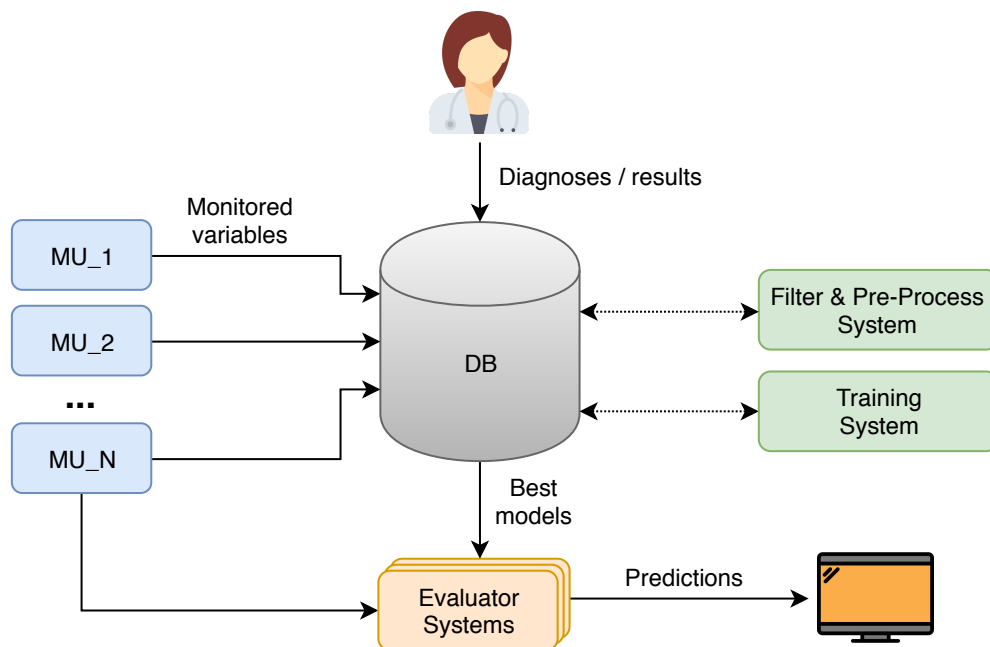 Diagnoses / results
Monitored
variables
MU_1
MU_2
...
MU_N
DB
Filter & Pre-Process
System
Training
System
Best
models
Evaluator
Systems
Predictions